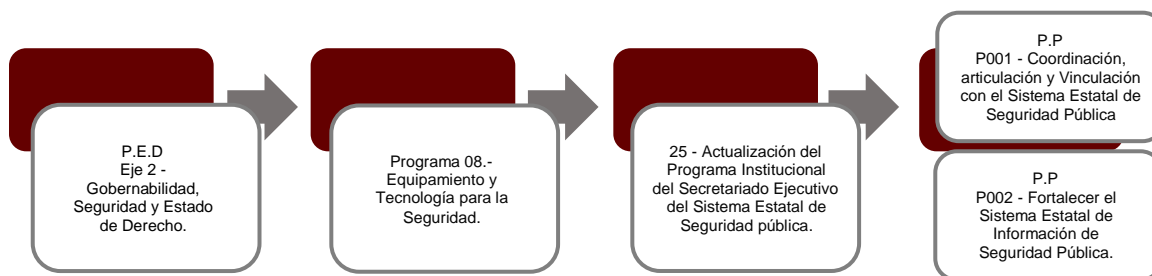 P.E.D
Eje 2 -
Gobernabilidad,
Seguridad y Estado
de Derecho.
Programa 08.-
Equipamiento y
Tecnología para la
Seguridad.
25 - Actualización del
Programa Institucional
del Secretariado Ejecutivo
del Sistema Estatal de
Seguridad pública.
P.P
P001 - Coordinación,
articulación y Vinculación
con el Sistema Estatal de
Seguridad Pública
P.P
P002 - Fortalecer el
Sistema Estatal de
Información de
Seguridad Pública.